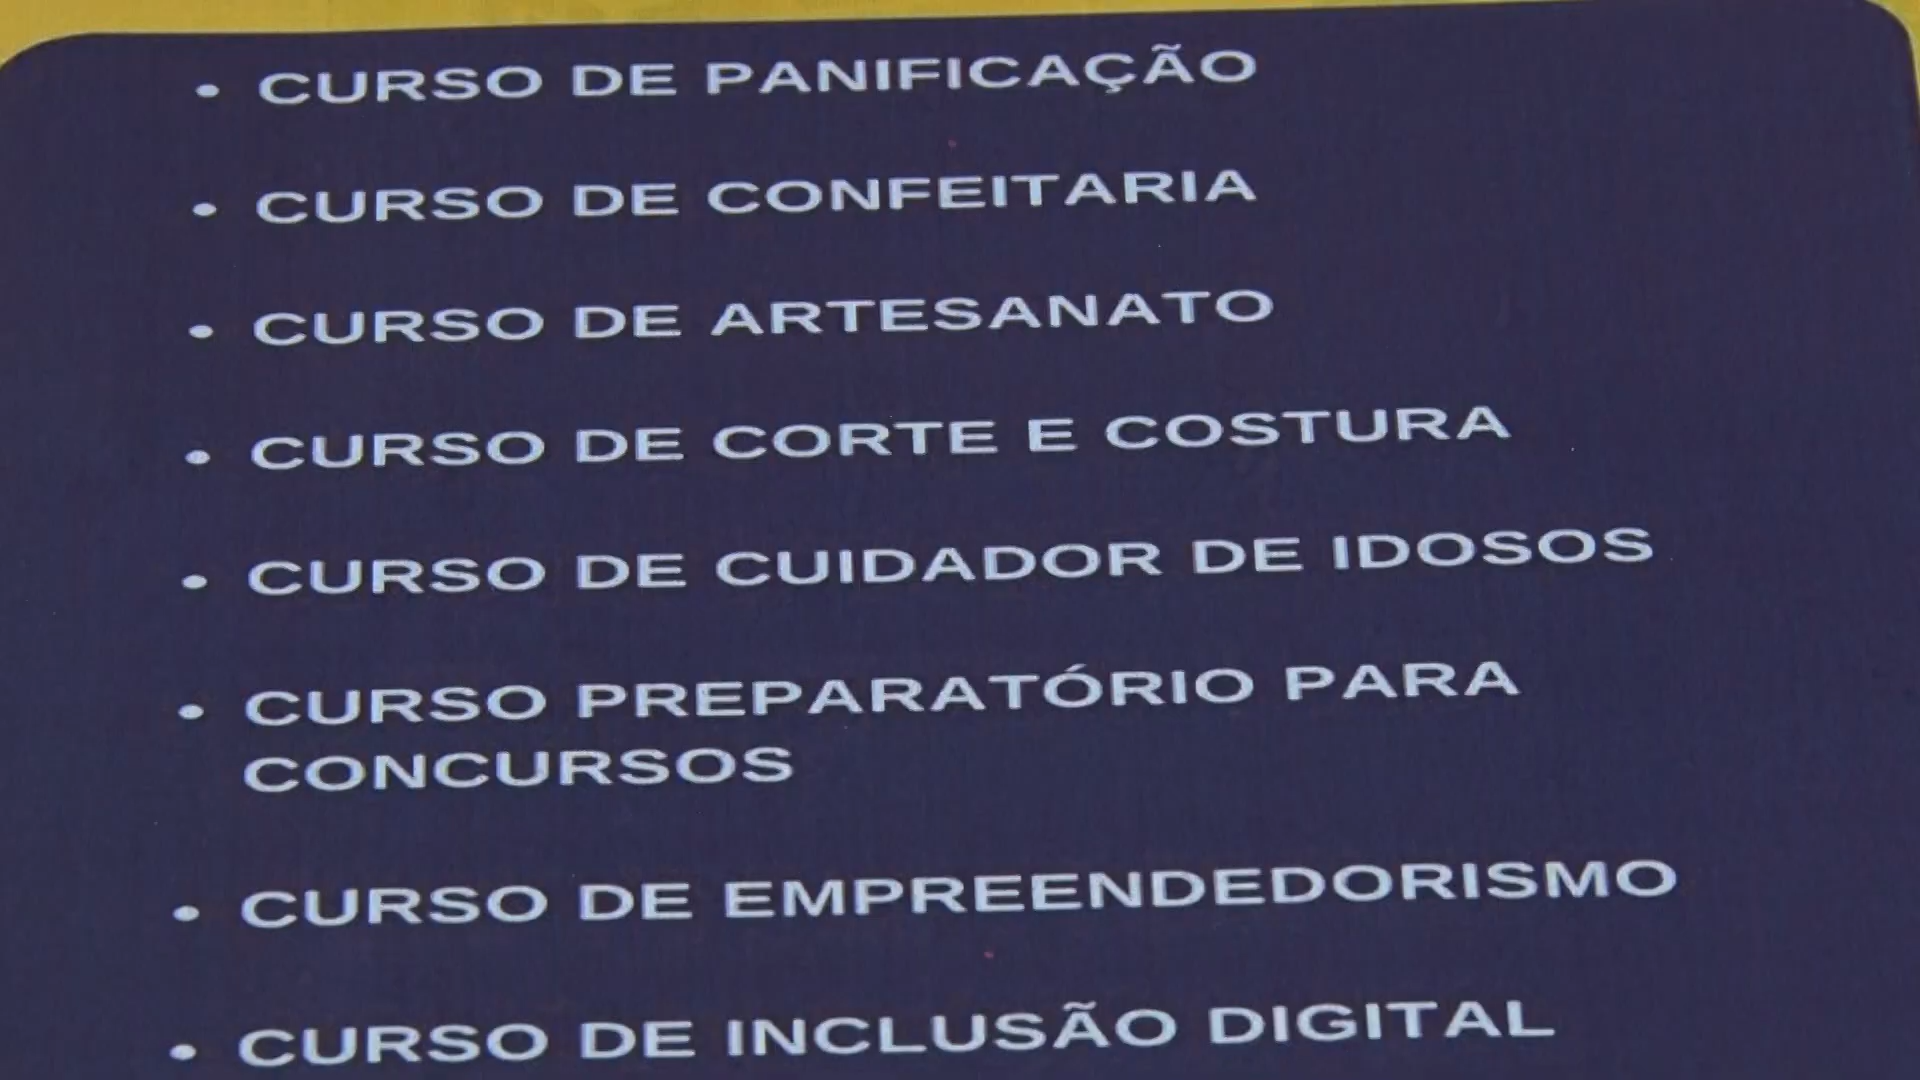 • CURSO DE PANIFICAÇÃO
• CURSO DE CONFEITARIA
• CURSO DE ARTESANATO
• CURSO DE CORTE E COSTURA
• CURSO DE CUIDADOR DE IDOSOS
• CURSO PREPARATÓRIO PARA
CONCURSOS
• CURSO DE EMPREENDEDORISMO
• CURSO DE INCLUSÃO DIGITAL